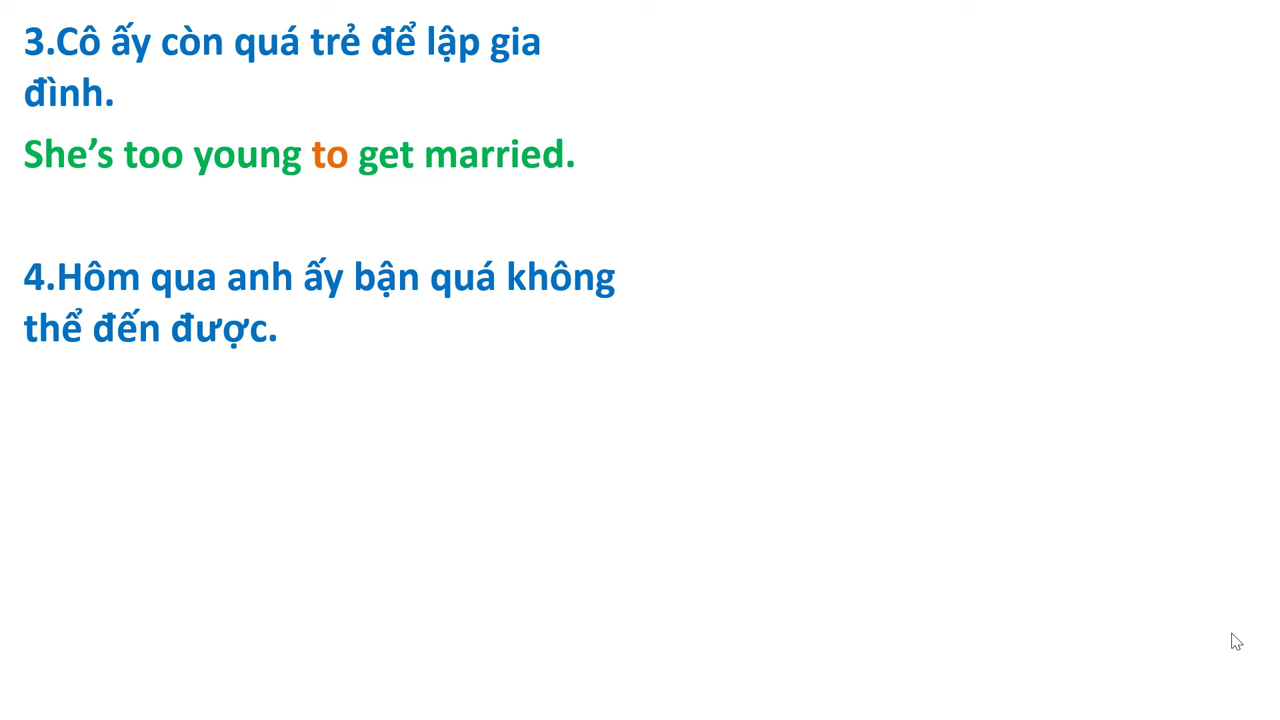 3.Cô ấy còn quá trẻ để lập gia
đình.
She’s too young to get married.
4.Hôm qua anh ấy bận quá không
thể đến được.